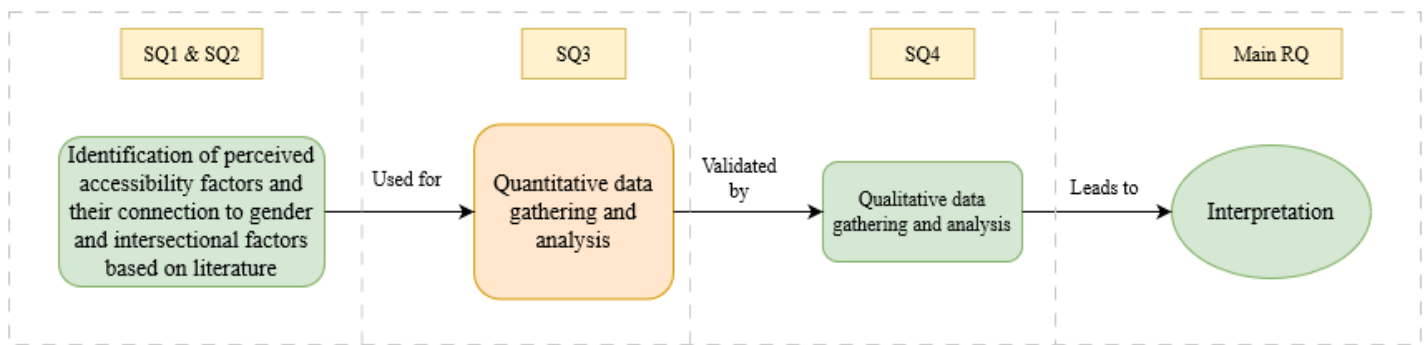 SQ1 & SQ2
SQ3
SQ4
Main RQ
Identification of perceived
accessibility factors and
their connection to gender
and intersectional factors
based on literature
Used for
Quantitative data
gathering and
analysis
Validated
by
Qualitative data
gathering and analysis
Leads to
Interpretation